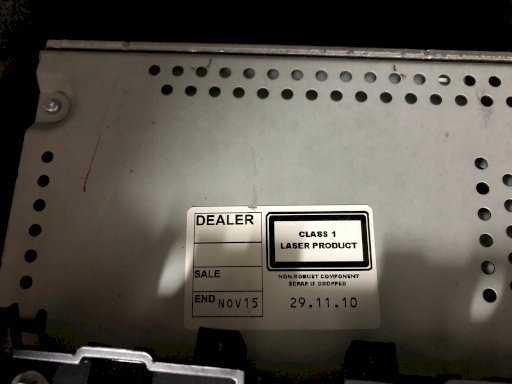 DEALER
SALE
END NOV15
CLASS 1
LASER PRODUCT
NON-ROBUST COMPONENT
SCRAP IF DROPPED
29.11.10